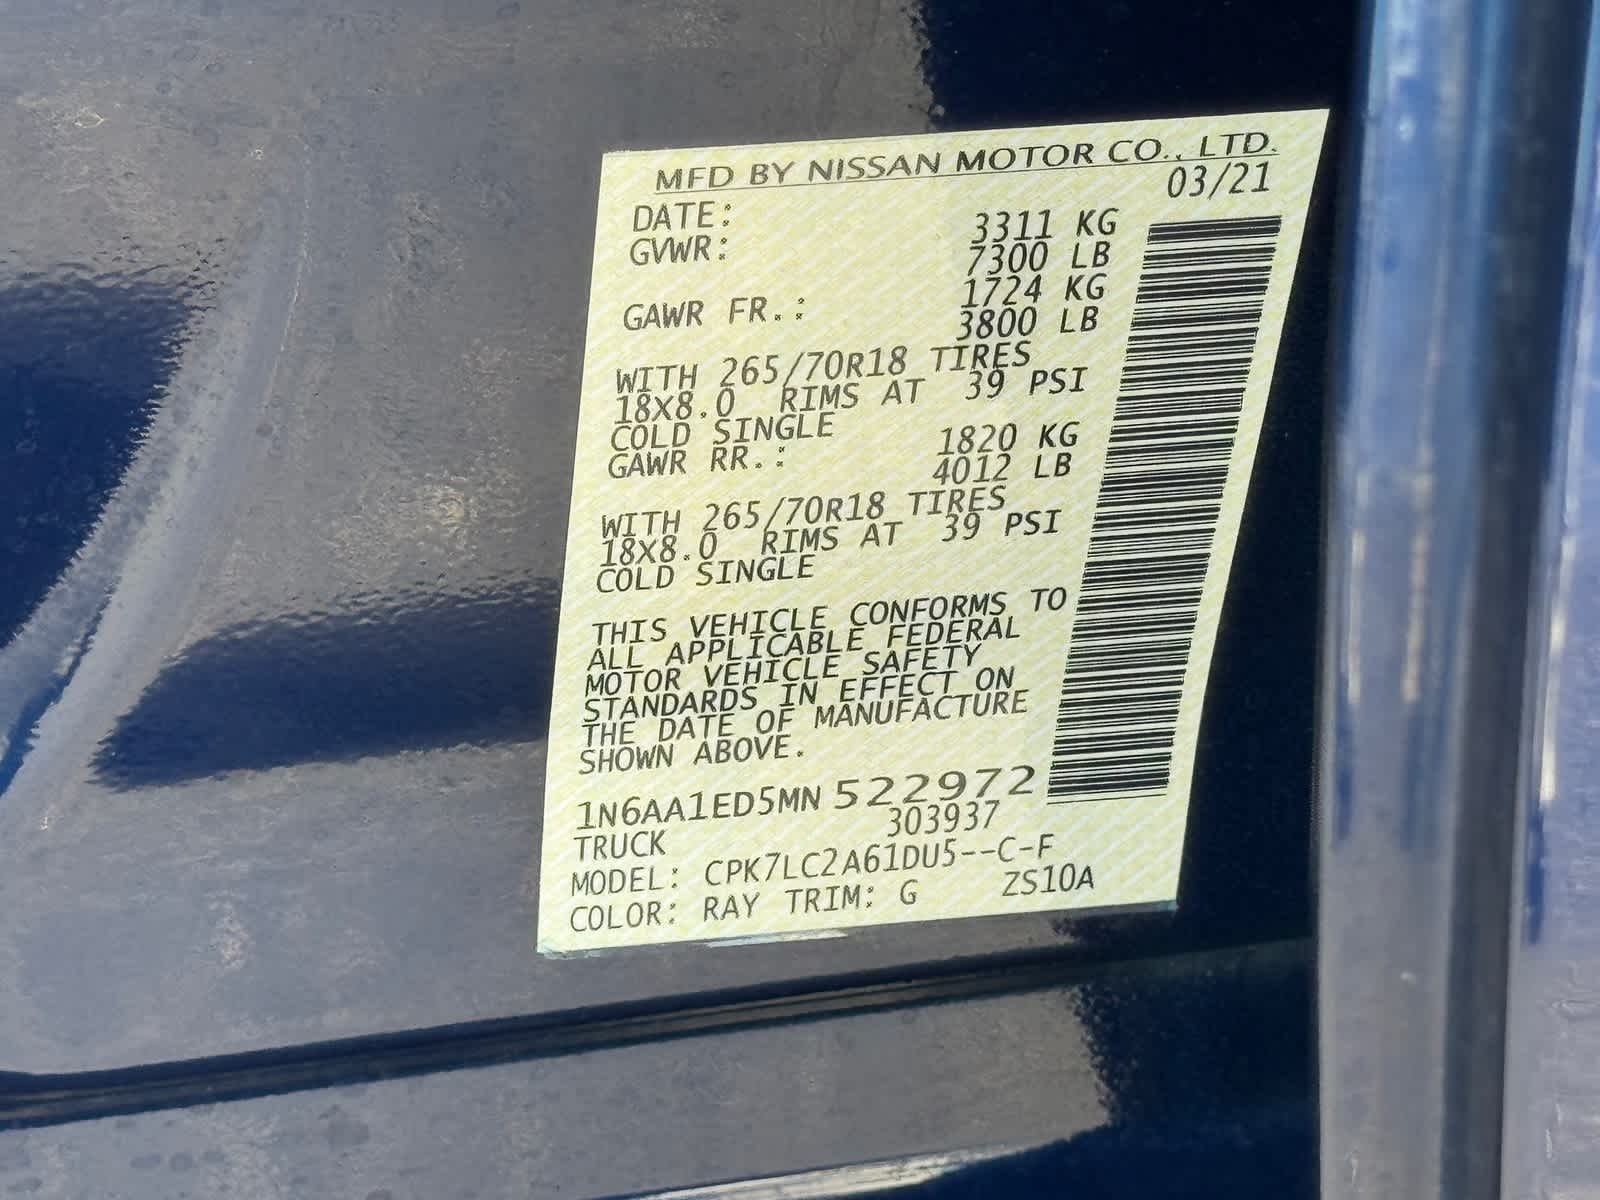 MFD BY NISSAN MOTOR CO., LTD.
DATE: 03/21
GVWR: 3311 KG
7300 LB
GAWR FR.: 1724 KG
3800 LB
WITH 265/70R18 TIRES
18X8.0 RIMS AT 39 PSI
COLD SINGLE
GAWR RR.: 1820 KG
4012 LB
WITH 265/70R18 TIRES
18X8.0 RIMS AT 39 PSI
COLD SINGLE
THIS VEHICLE CONFORMS TO
ALL APPLICABLE FEDERAL
MOTOR VEHICLE SAFETY
STANDARDS IN EFFECT ON
THE DATE OF MANUFACTURE
SHOWN ABOVE.
1N6AA1ED5MN 522972
TRUCK 303937
MODEL: CPK7LC2A61DU5--C-F
COLOR: RAY TRIM: G ZS10A